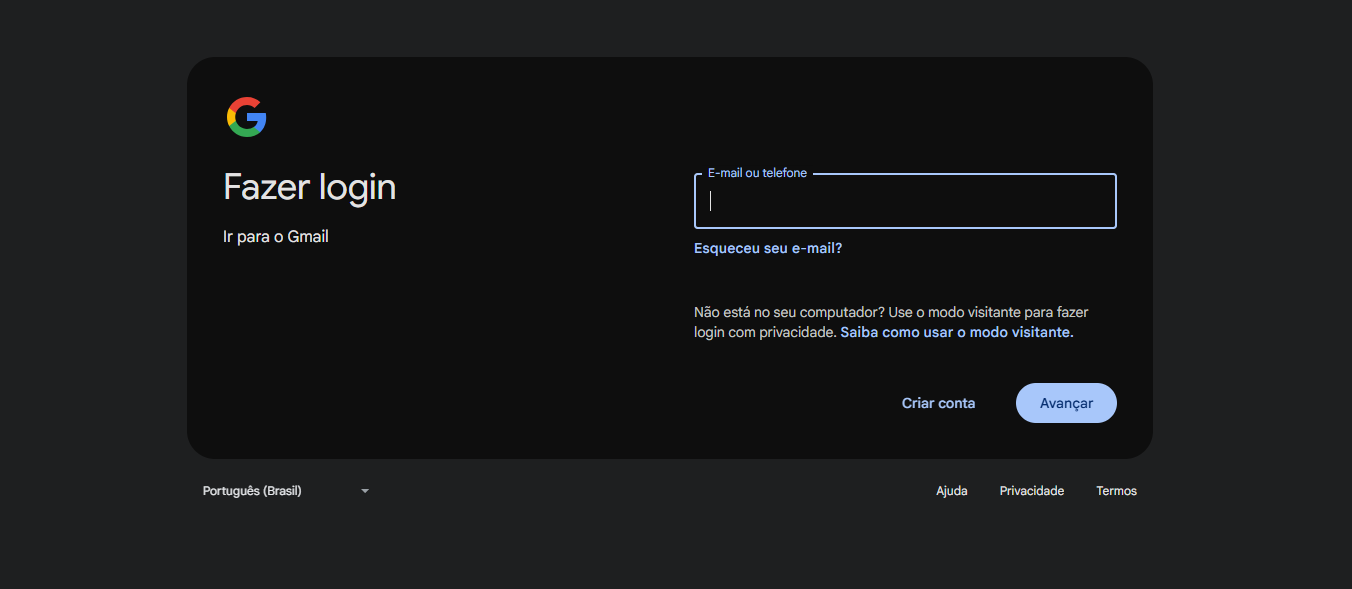 Fazer login
Ir para o Gmail
E-mail ou telefone
Esqueceu seu e-mail?
Não está no seu computador? Use o modo visitante para fazer
login com privacidade. Saiba como usar o modo visitante.
Criar conta
Avançar
Português (Brasil)
Ajuda
Privacidade
Termos